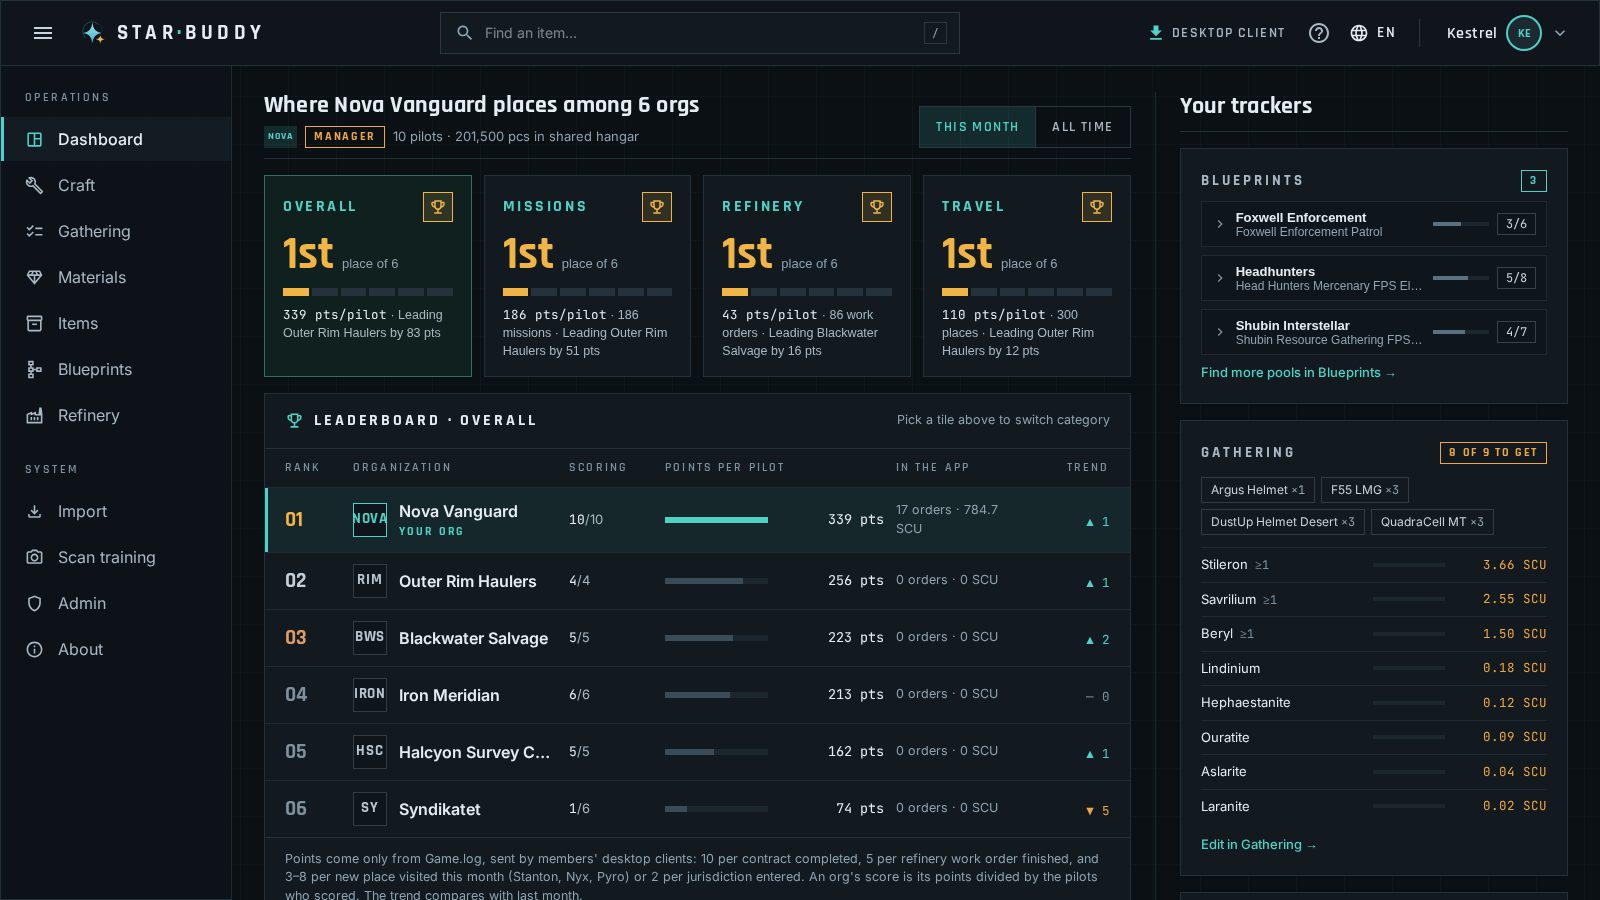 STAR·BUDDY
Find an item...
/
DESKTOP CLIENT
EN
Kestrel
KE
OPERATIONS
Dashboard
Craft
Gathering
Materials
Items
Blueprints
Refinery
SYSTEM
Import
Scan training
Admin
About
Where Nova Vanguard places among 6 orgs
NOVA
MANAGER
10 pilots · 201,500 pcs in shared hangar
THIS MONTH
ALL TIME
OVERALL
1st place of 6
339 pts/pilot · Leading
Outer Rim Haulers by 83 pts
MISSIONS
1st place of 6
186 pts/pilot · 186
missions · Leading Outer Rim
Haulers by 51 pts
REFINERY
1st place of 6
43 pts/pilot · 86 work
orders · Leading Blackwater
Salvage by 16 pts
TRAVEL
1st place of 6
110 pts/pilot · 300
places · Leading Outer Rim
Haulers by 12 pts
LEADERBOARD · OVERALL
Pick a tile above to switch category
RANK ORGANIZATION SCORING POINTS PER PILOT IN THE APP TREND
01 NOVA Nova Vanguard YOUR ORG 10/10 339 pts 17 orders · 784.7 SCU ▲ 1
02 RIM Outer Rim Haulers 4/4 256 pts 0 orders · 0 SCU ▲ 1
03 BWS Blackwater Salvage 5/5 223 pts 0 orders · 0 SCU ▲ 2
04 IRON Iron Meridian 6/6 213 pts 0 orders · 0 SCU — 0
05 HSC Halcyon Survey C... 5/5 162 pts 0 orders · 0 SCU ▲ 1
06 SY Syndikatet 1/6 74 pts 0 orders · 0 SCU ▼ 5
Points come only from Game.log, sent by members' desktop clients: 10 per contract completed, 5 per refinery work order finished, and
3–8 per new place visited this month (Stanton, Nyx, Pyro) or 2 per jurisdiction entered. An org's score is its points divided by the pilots
who scored. The trend compares with last month.
Your trackers
BLUEPRINTS
3
Foxwell Enforcement
Foxwell Enforcement Patrol
3/6
Headhunters
Head Hunters Mercenary FPS El...
5/8
Shubin Interstellar
Shubin Resource Gathering FPS...
4/7
Find more pools in Blueprints →
GATHERING
8 OF 9 TO GET
Argus Helmet ×1
F55 LMG ×3
DustUp Helmet Desert ×3
QuadraCell MT ×3
Stileron ≥1 3.66 SCU
Savrilium ≥1 2.55 SCU
Beryl ≥1 1.50 SCU
Lindinium 0.18 SCU
Hephaestanite 0.12 SCU
Ouratite 0.09 SCU
Aslarite 0.04 SCU
Laranite 0.02 SCU
Edit in Gathering →